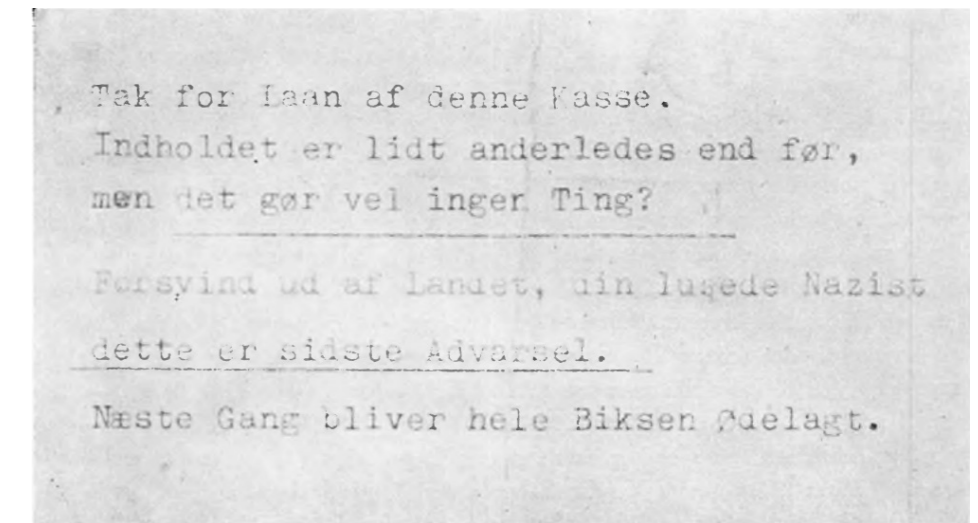 Tak for Laan af denne Kasse.
Indholdet er lidt anderledes end før,
men det gør vel inger Ting?
Forsvind ud af Landet, din lusede Nazist
dette er sidste Advarsel.
Næste Gang bliver hele Biksen Ødelagt.